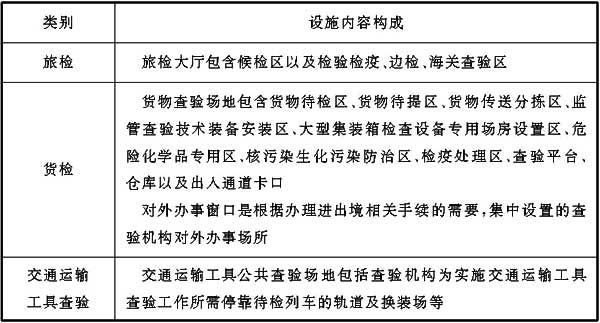 类别 设施内容构成
旅检 旅检大厅包含候检区以及检验检疫、边检、海关查验区
货物查验场地包含货物待检区、货物待提区、货物传送分拣区、监
管查验技术装备安装区、大型集装箱检查设备专用场房设置区、危
险化学品专用区、核污染生化污染防治区、检疫处理区、查验平台、
货检
仓库以及出入通道卡口
对外办事窗口是根据办理进出境相关手续的需要,集中设置的查
验机构对外办事场所
交通运输 交通运输工具公共查验场地包括查验机构为实施交通运输工具
工具查验 查验工作所需停靠待检列车的轨道及换装场等